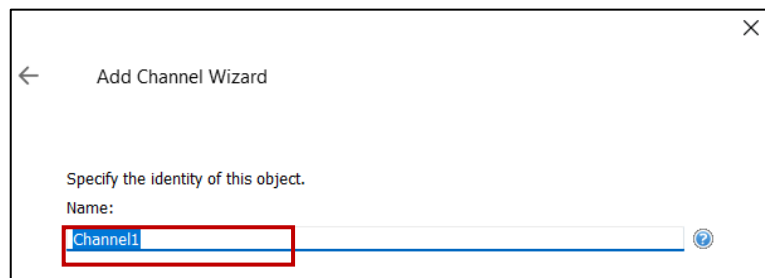 Add Channel Wizard
Specify the identity of this object.
Name:
Channel1
?